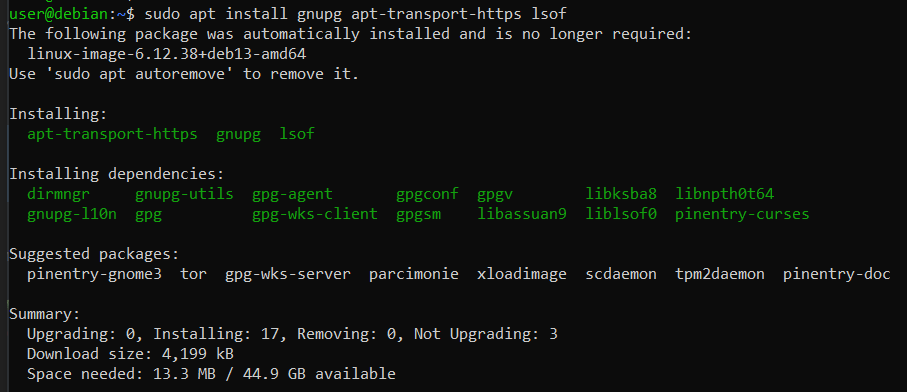 user@debian:~$ sudo apt install gnupg apt-transport-https lsof
The following package was automatically installed and is no longer required:
  linux-image-6.12.38+deb13-amd64
Use 'sudo apt autoremove' to remove it.

Installing:
  apt-transport-https  gnupg  lsof

Installing dependencies:
  dirmngr     gnupg-utils  gpg-agent       gpgconf  gpgv         libksba8  libnpth0t64
  gnupg-l10n  gpg          gpg-wks-client  gpgsm    libassuan9  liblsof0  pinentry-curses

Suggested packages:
  pinentry-gnome3  tor  gpg-wks-server  parcimonie  xloadimage  scdaemon  tpm2daemon  pinentry-doc

Summary:
  Upgrading: 0, Installing: 17, Removing: 0, Not Upgrading: 3
  Download size: 4,199 kB
  Space needed: 13.3 MB / 44.9 GB available